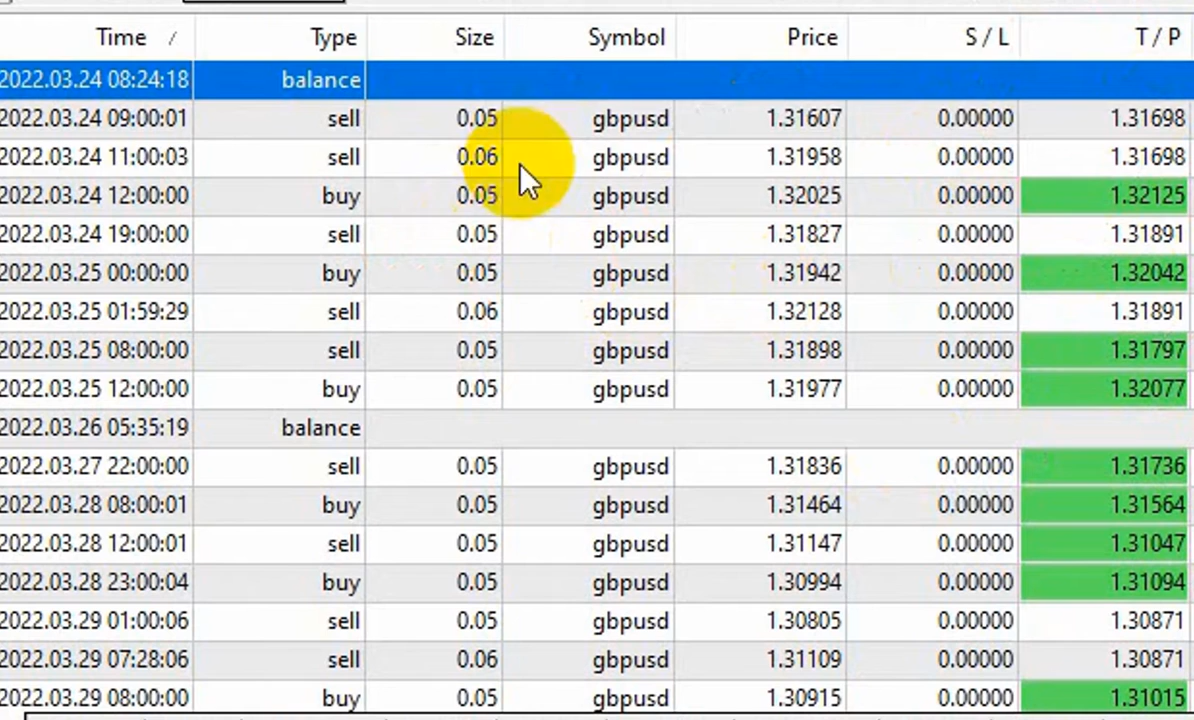 Time / Type Size Symbol Price S / L T / P
2022.03.24 08:24:18 balance
2022.03.24 09:00:01 sell 0.05 gbpusd 1.31607 0.00000 1.31698
2022.03.24 11:00:03 sell 0.06 gbpusd 1.31958 0.00000 1.31698
2022.03.24 12:00:00 buy 0.05 gbpusd 1.32025 0.00000 1.32125
2022.03.24 19:00:00 sell 0.05 gbpusd 1.31827 0.00000 1.31891
2022.03.25 00:00:00 buy 0.05 gbpusd 1.31942 0.00000 1.32042
2022.03.25 01:59:29 sell 0.06 gbpusd 1.32128 0.00000 1.31891
2022.03.25 08:00:00 sell 0.05 gbpusd 1.31898 0.00000 1.31797
2022.03.25 12:00:00 buy 0.05 gbpusd 1.31977 0.00000 1.32077
2022.03.26 05:35:19 balance
2022.03.27 22:00:00 sell 0.05 gbpusd 1.31836 0.00000 1.31736
2022.03.28 08:00:01 buy 0.05 gbpusd 1.31464 0.00000 1.31564
2022.03.28 12:00:01 sell 0.05 gbpusd 1.31147 0.00000 1.31047
2022.03.28 23:00:04 buy 0.05 gbpusd 1.30994 0.00000 1.31094
2022.03.29 01:00:06 sell 0.05 gbpusd 1.30805 0.00000 1.30871
2022.03.29 07:28:06 sell 0.06 gbpusd 1.31109 0.00000 1.30871
2022.03.29 08:00:00 buy 0.05 gbpusd 1.30915 0.00000 1.31015